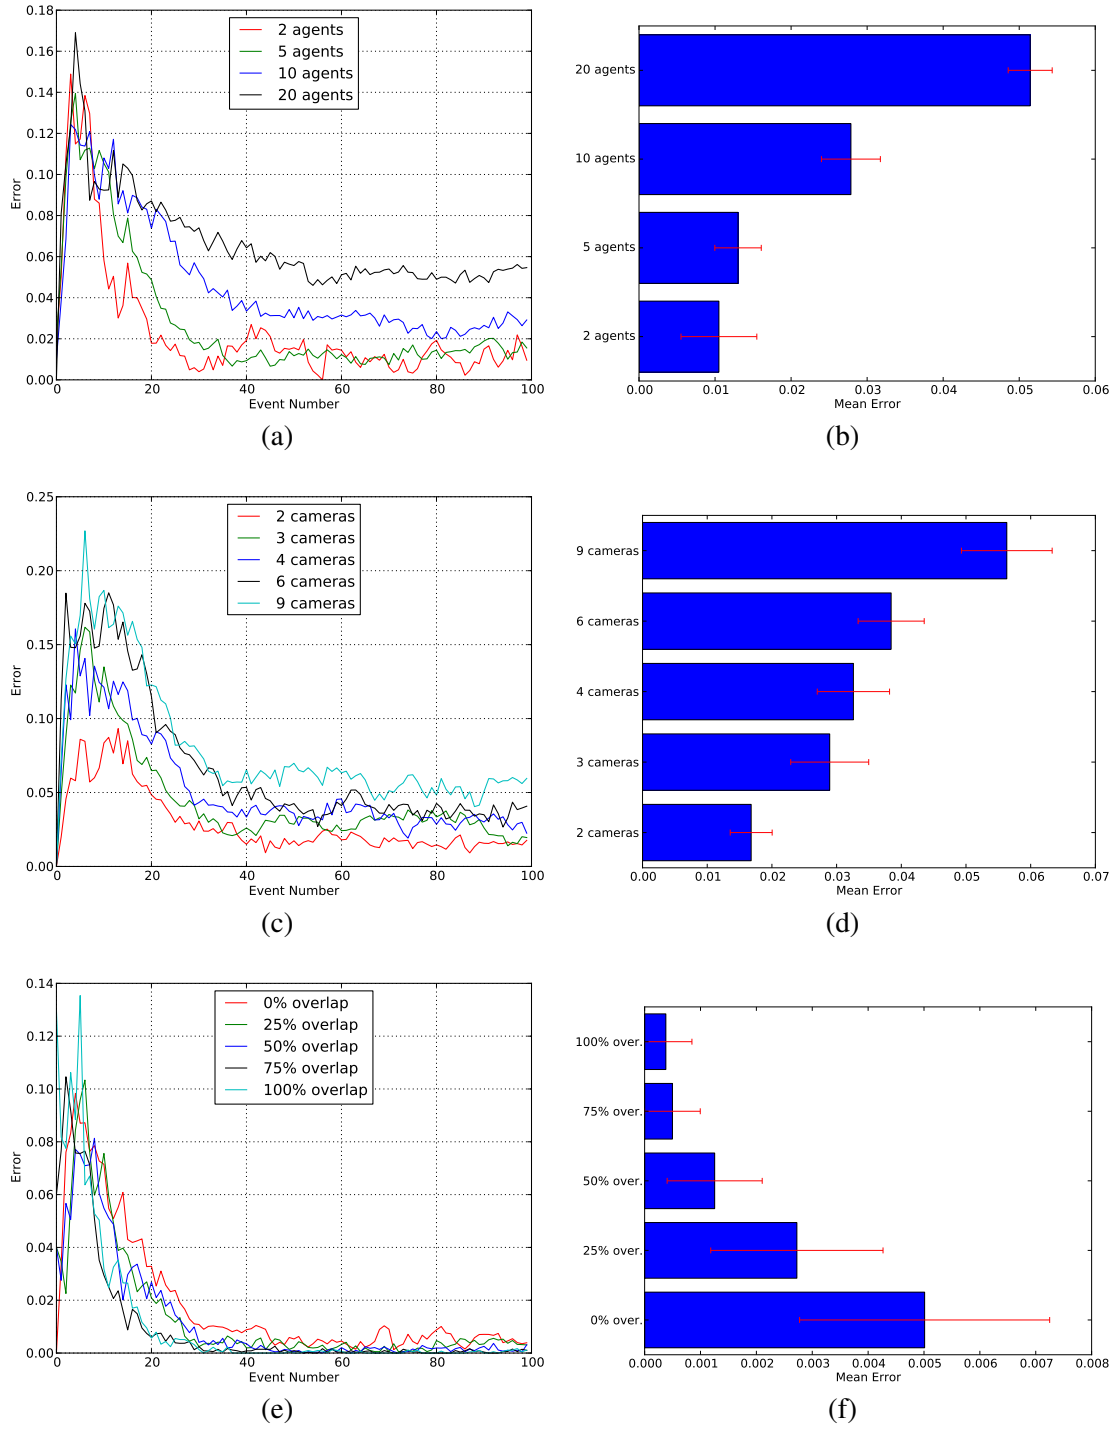 0.18
0.16
0.14
0.12
0.10
0.08
0.06
0.04
0.02
0.00
Error
2 agents
5 agents
10 agents
20 agents
0 20 40 60 80 100
Event Number
(a)
20 agents
10 agents
5 agents
2 agents
0.00 0.01 0.02 0.03 0.04 0.05 0.06
Mean Error
(b)
0.25
0.20
0.15
0.10
0.05
0.00
Error
2 cameras
3 cameras
4 cameras
6 cameras
9 cameras
0 20 40 60 80 100
Event Number
(c)
9 cameras
6 cameras
4 cameras
3 cameras
2 cameras
0.00 0.01 0.02 0.03 0.04 0.05 0.06 0.07
Mean Error
(d)
0.14
0.12
0.10
0.08
0.06
0.04
0.02
0.00
Error
0% overlap
25% overlap
50% overlap
75% overlap
100% overlap
0 20 40 60 80 100
Event Number
(e)
100% over.
75% over.
50% over.
25% over.
0% over.
0.000 0.001 0.002 0.003 0.004 0.005 0.006 0.007 0.008
Mean Error
(f)